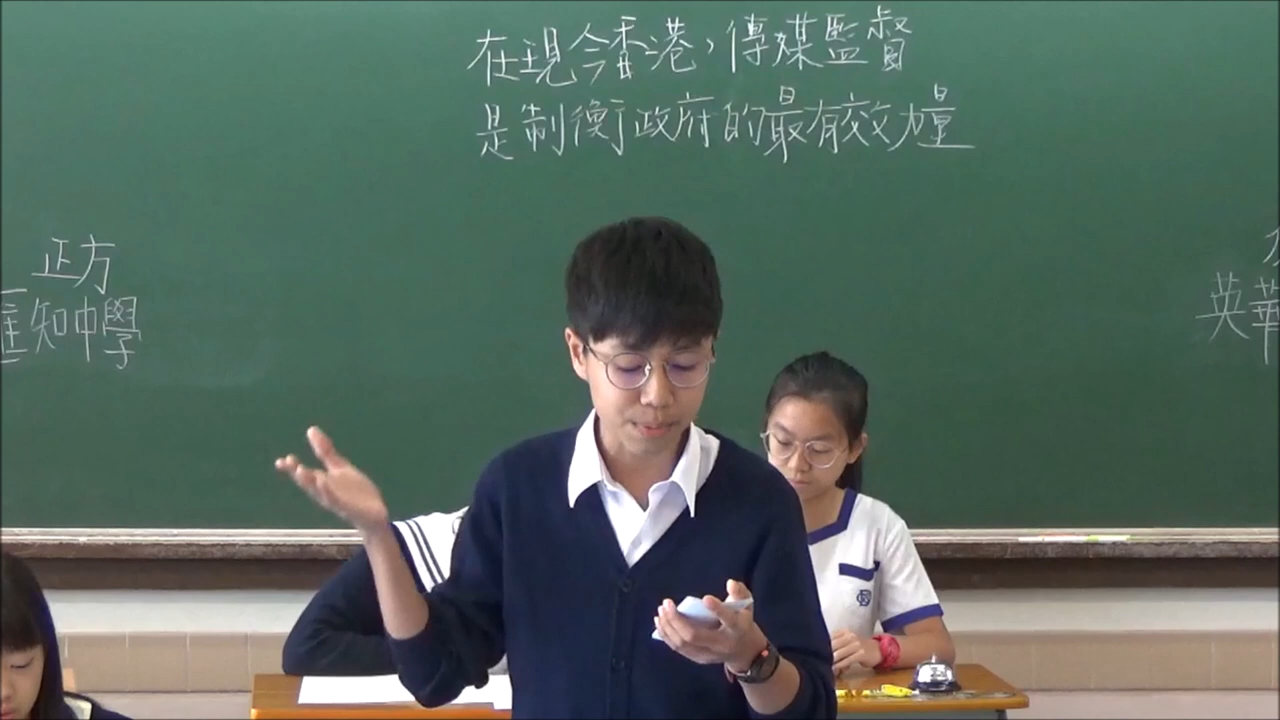 在現今香港，傳媒監督
是制衡政府的最有效力量
正方
匯知中學
英華